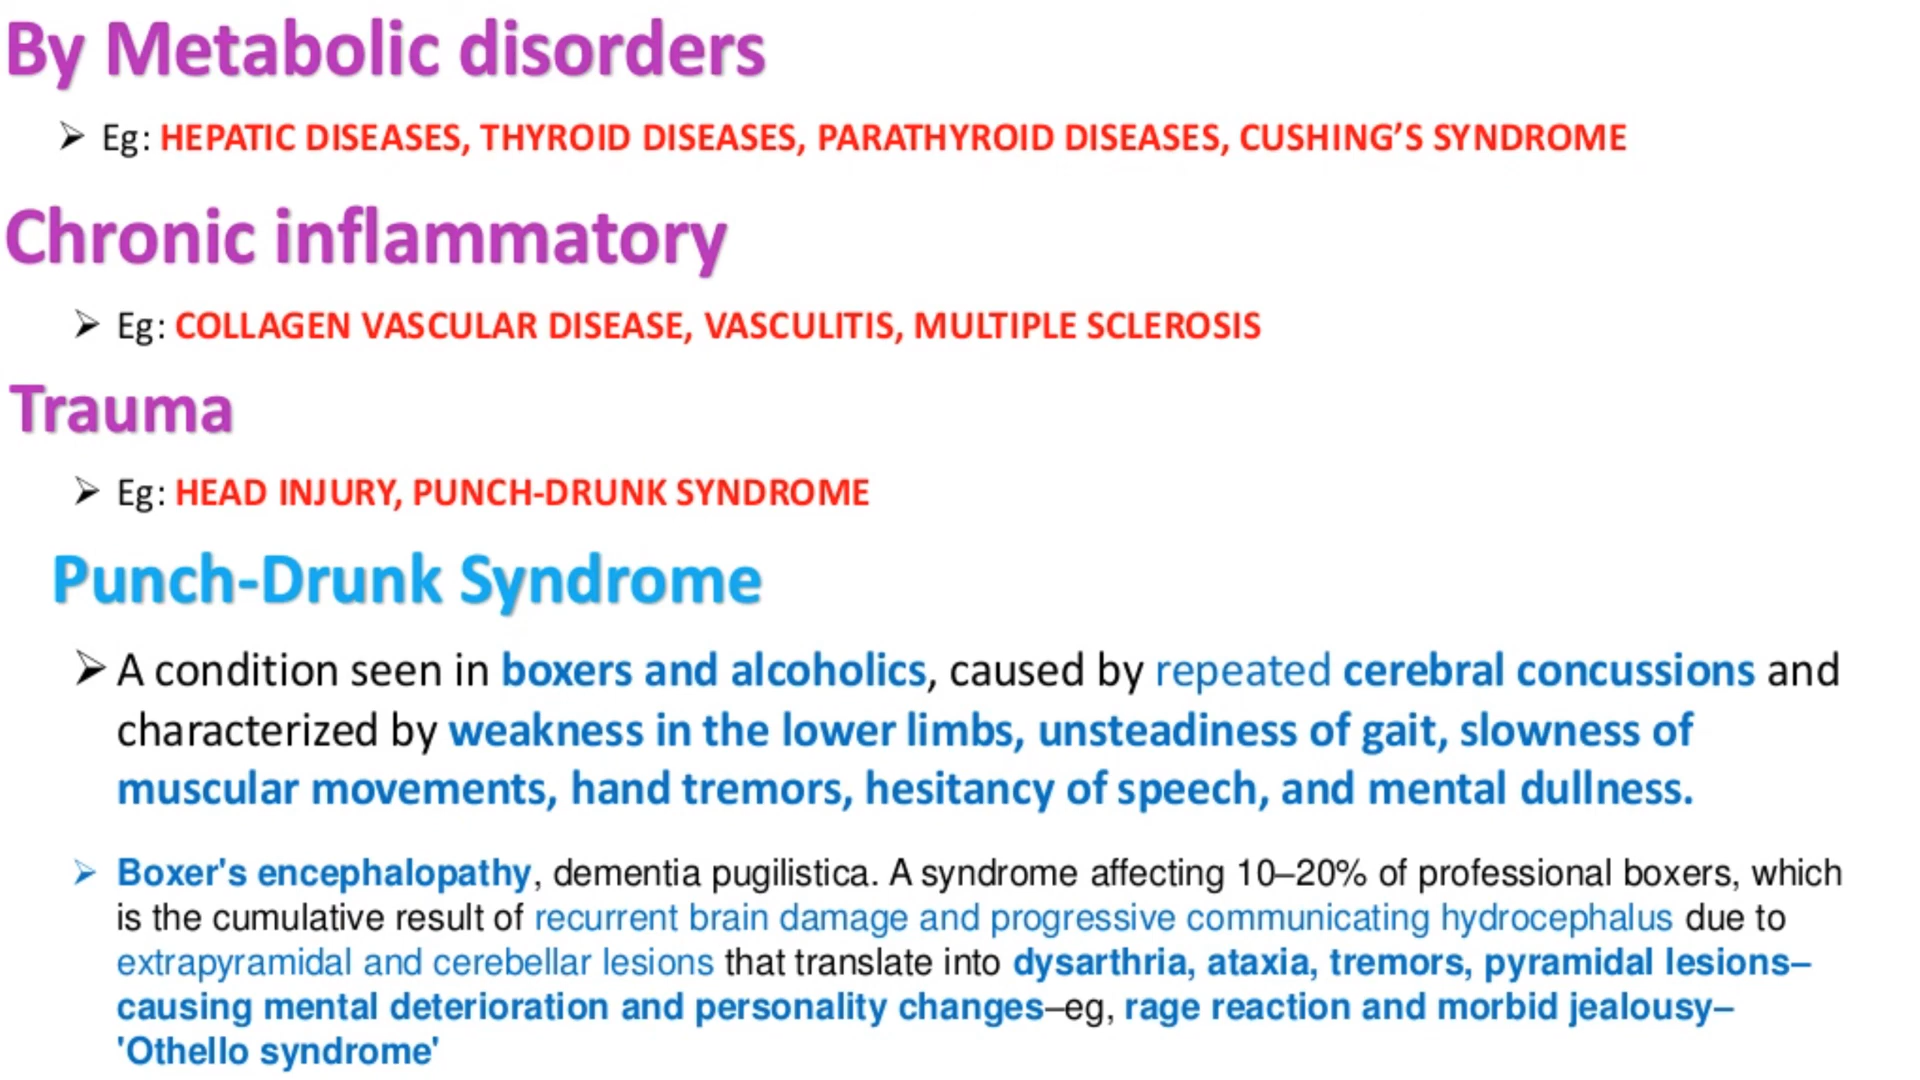 By Metabolic disorders
➢ Eg: HEPATIC DISEASES, THYROID DISEASES, PARATHYROID DISEASES, CUSHING’S SYNDROME
Chronic inflammatory
➢ Eg: COLLAGEN VASCULAR DISEASE, VASCULITIS, MULTIPLE SCLEROSIS
Trauma
➢ Eg: HEAD INJURY, PUNCH-DRUNK SYNDROME
Punch-Drunk Syndrome
➢ A condition seen in boxers and alcoholics, caused by repeated cerebral concussions and
characterized by weakness in the lower limbs, unsteadiness of gait, slowness of
muscular movements, hand tremors, hesitancy of speech, and mental dullness.
➢ Boxer's encephalopathy, dementia pugilistica. A syndrome affecting 10–20% of professional boxers, which
is the cumulative result of recurrent brain damage and progressive communicating hydrocephalus due to
extrapyramidal and cerebellar lesions that translate into dysarthria, ataxia, tremors, pyramidal lesions–
causing mental deterioration and personality changes–eg, rage reaction and morbid jealousy–
'Othello syndrome'